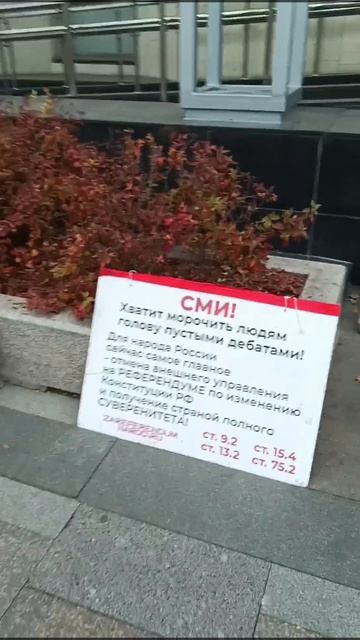 СМИ!
Хватит морочить людям
голову пустыми дебатами!
Для народа России
сейчас самое главное
- отмена внешнего управления
на РЕФЕРЕНДУМЕ по изменению
Конституции РФ
и получение страной полного
СУВЕРЕНИТЕТА!
ст. 9.2 ст. 15.4
ст. 13.2 ст. 75.2